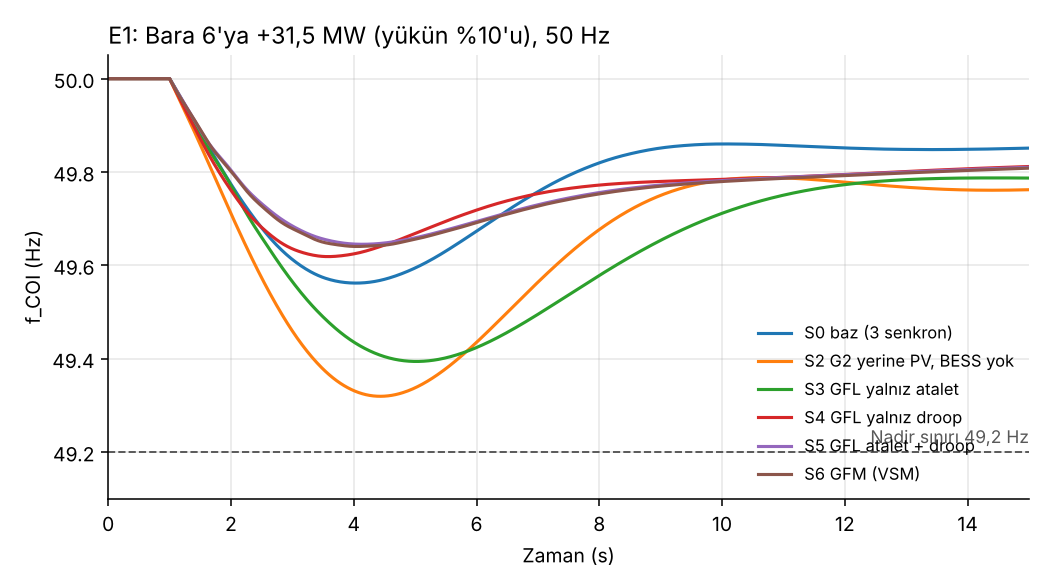 E1: Bara 6'ya +31,5 MW (yükün %10'u), 50 Hz
50.0
49.8
49.6
49.4
49.2
f_COI (Hz)
S0 baz (3 senkron)
S2 G2 yerine PV, BESS yok
S3 GFL yalnız atalet
S4 GFL yalnız droop
Nadir sınırı 49,2 Hz
S5 GFL atalet + droop
S6 GFM (VSM)
0 2 4 6 8 10 12 14
Zaman (s)